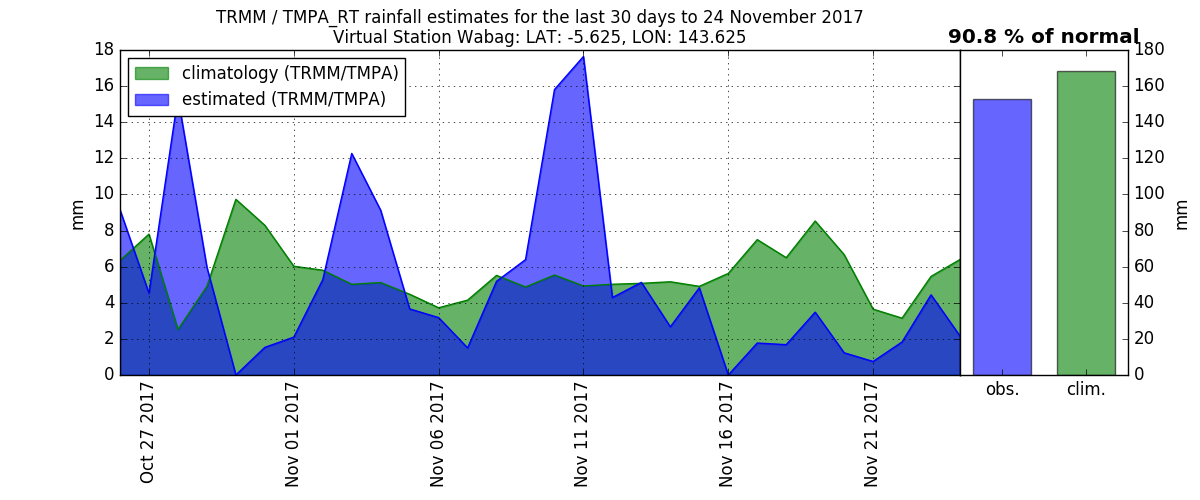 TRMM / TMPA_RT rainfall estimates for the last 30 days to 24 November 2017
Virtual Station Wabag: LAT: -5.625, LON: 143.625
90.8 % of normal
climatology (TRMM/TMPA)
estimated (TRMM/TMPA)
18
16
14
12
10
8
6
4
2
0
mm
180
160
140
120
100
80
60
40
20
0
mm
Oct 27 2017
Nov 01 2017
Nov 06 2017
Nov 11 2017
Nov 16 2017
Nov 21 2017
obs.
clim.